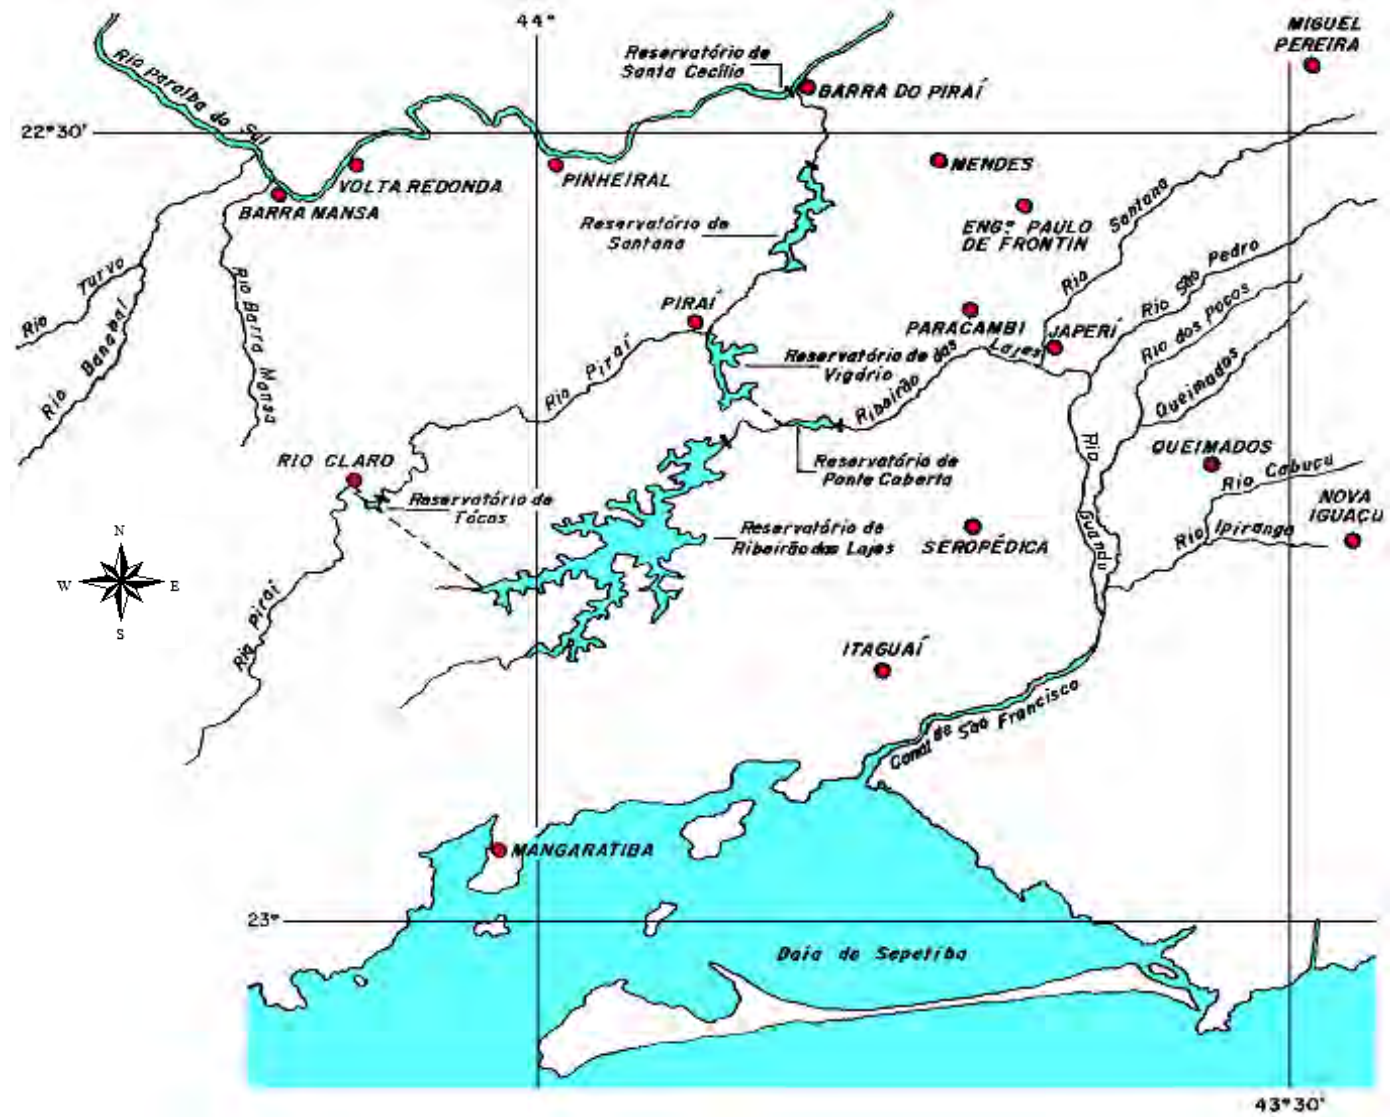 44°
MIGUEL
PEREIRA
Reservatório de
Santa Cecília
BARRA DO PIRAÍ
Rio Paraíba do Sul
22°30'
VOLTA REDONDA
PINHEIRAL
MENDES
BARRA MANSA
Reservatório de
Santana
ENGº PAULO
DE FRONTIN
Rio Santana
Rio São Pedro
Rio Turvo
Rio Bananal
Rio Barra Mansa
PIRAÍ
PARACAMBI
JAPERÍ
Rio dos Poços
Rio Piraí
Reservatório de
Vigário
Ribeirão das Lajes
Queimados
RIO CLARO
Reservatório de
Tócos
Reservatório de
Ponte Coberta
QUEIMADOS
Rio Cabuçu
NOVA
IGUAÇU
Reservatório de
Ribeirão das Lajes
SEROPÉDICA
Rio Guandu
Rio Ipiranga
N
W
E
S
Rio Piraí
ITAGUAÍ
Canal de São Francisco
MANGARATIBA
23°
Baia de Sepetiba
43°30'